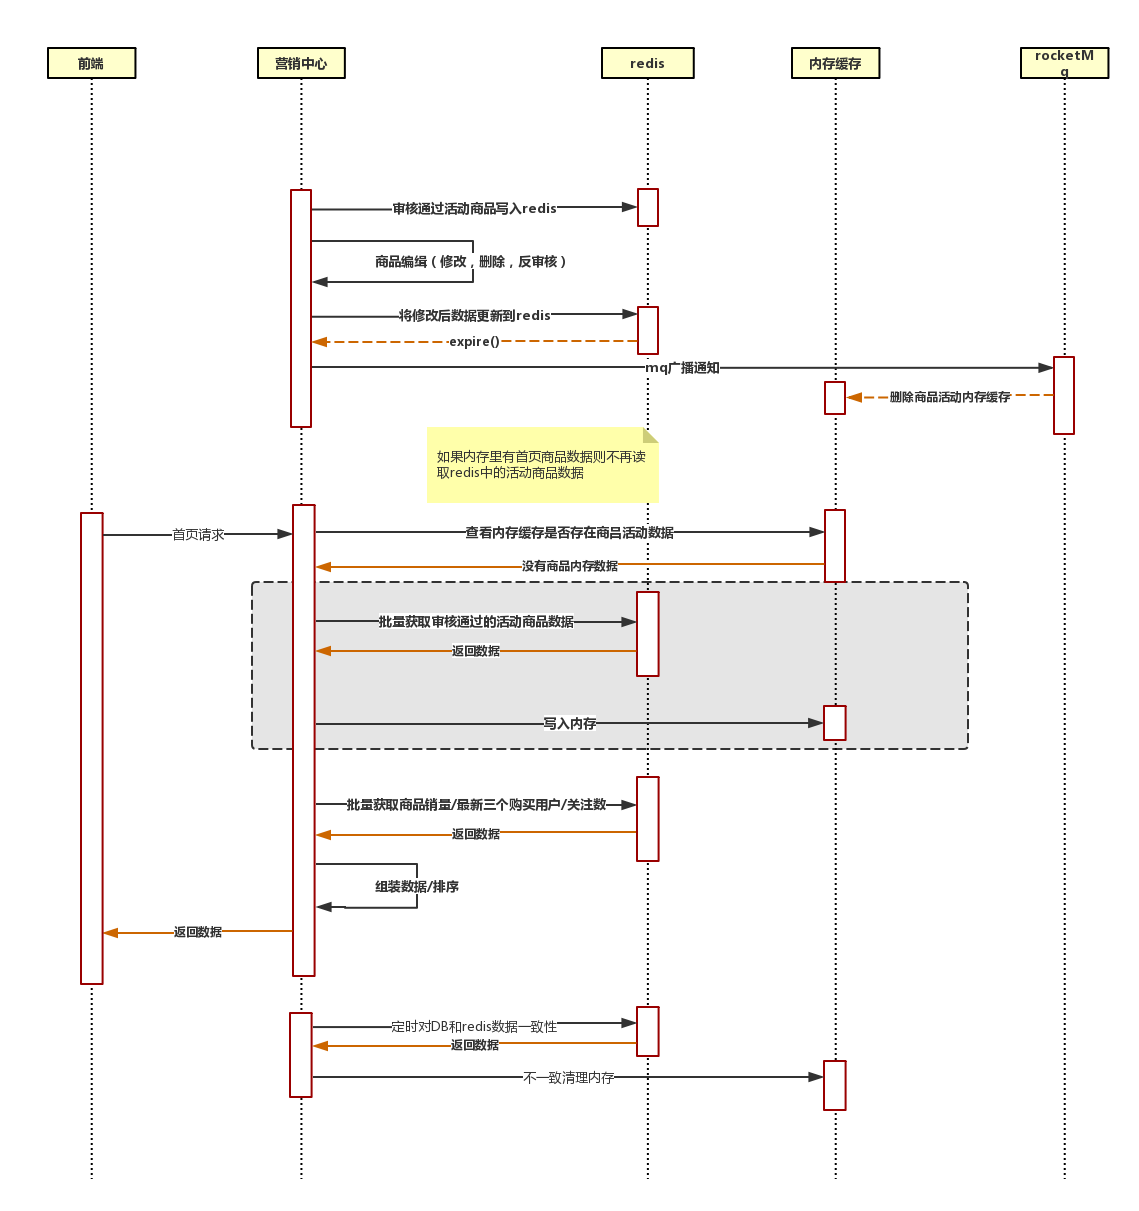 前端
营销中心
redis
内存缓存
rocketM
q
审核通过活动商品写入redis
商品编缉（修改，删除，反审核）
将修改后数据更新到redis
expire()
mq广播通知
删除商品活动内存缓存
如果内存里有首页商品数据则不再读
取redis中的活动商品数据
首页请求
查看内存缓存是否存在商品活动数据
没有商品内存数据
批量获取审核通过的活动商品数据
返回数据
写入内存
批量获取商品销量/最新三个购买用户/关注数
返回数据
组装数据/排序
返回数据
定时对DB和redis数据一致性
返回数据
不一致清理内存